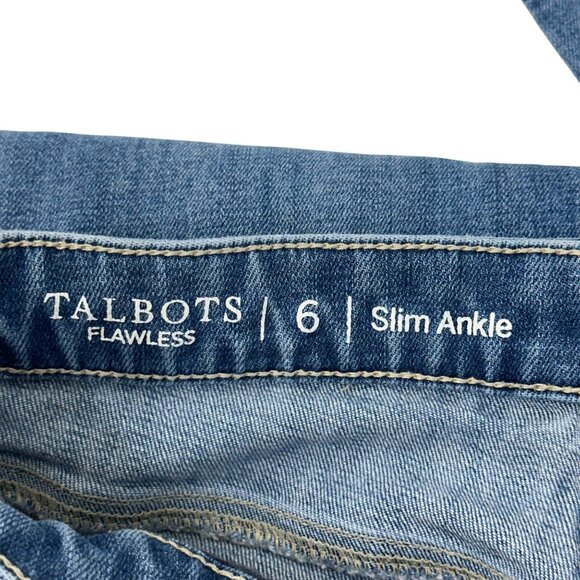 TALBOTS | 6 | Slim Ankle
FLAWLESS